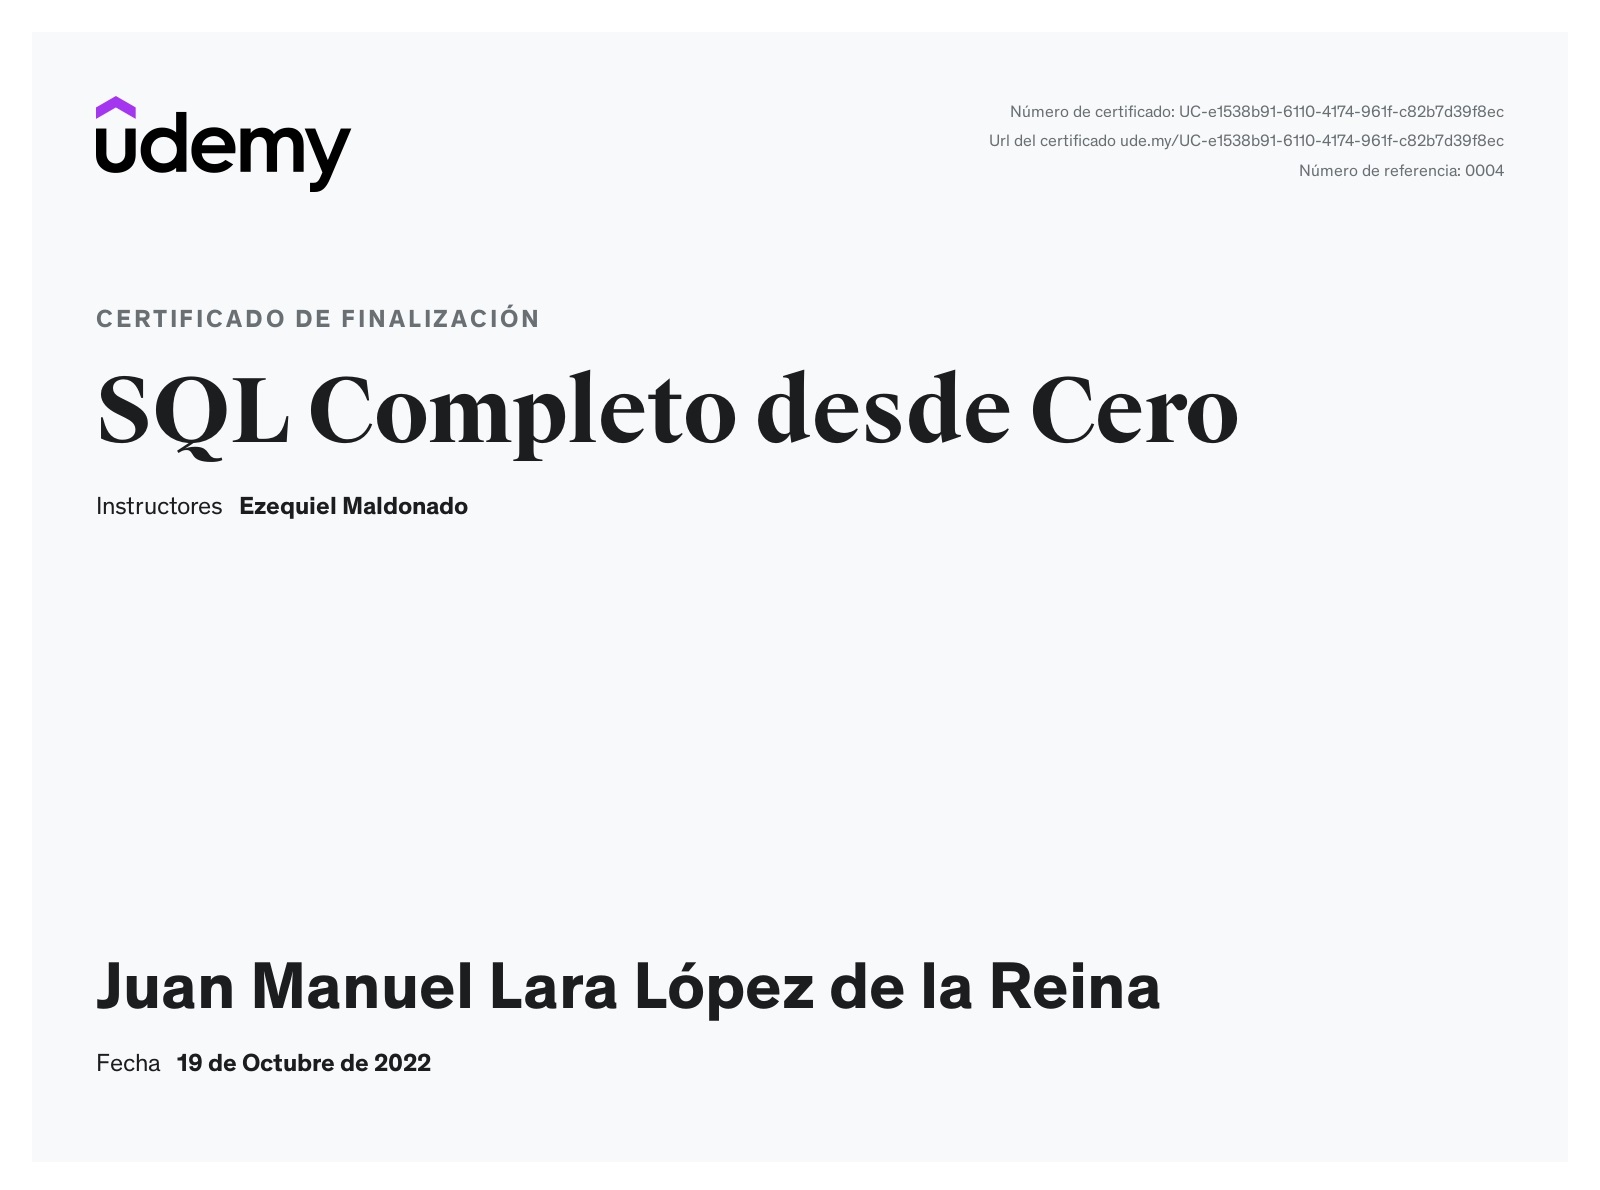 udemy
Número de certificado: UC-e1538b91-6110-4174-961f-c82b7d39f8ec
Url del certificado ude.my/UC-e1538b91-6110-4174-961f-c82b7d39f8ec
Número de referencia: 0004
CERTIFICADO DE FINALIZACIÓN
SQL Completo desde Cero
Instructores Ezequiel Maldonado
Juan Manuel Lara López de la Reina
Fecha 19 de Octubre de 2022